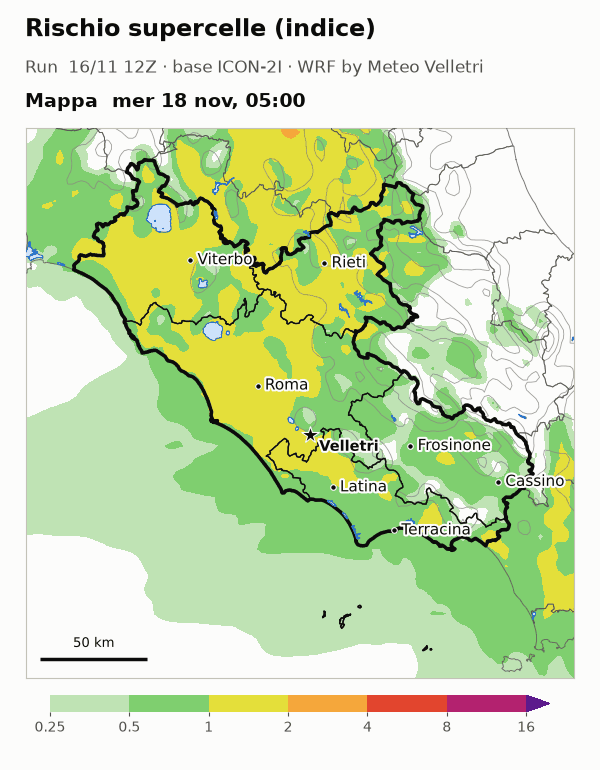 Rischio supercelle (indice)
Run  16/11 12Z · base ICON-2I · WRF by Meteo Velletri
Mappa  mer 18 nov, 05:00
Viterbo
Rieti
Roma
Velletri
Frosinone
Cassino
Latina
Terracina
50 km
0.25 0.5 1 2 4 8 16